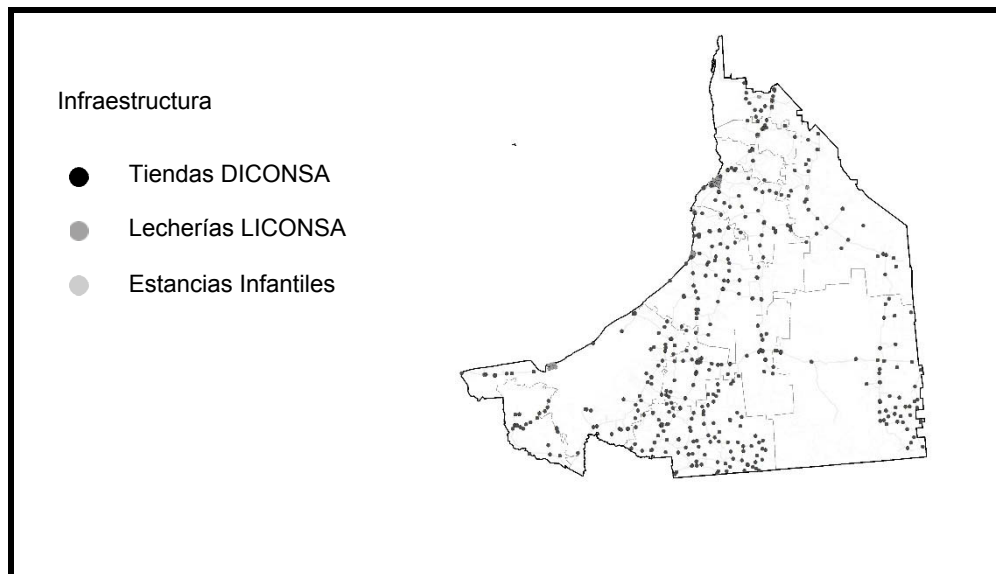 Infraestructura
Tiendas DICONSA
Lecherías LICONSA
Estancias Infantiles